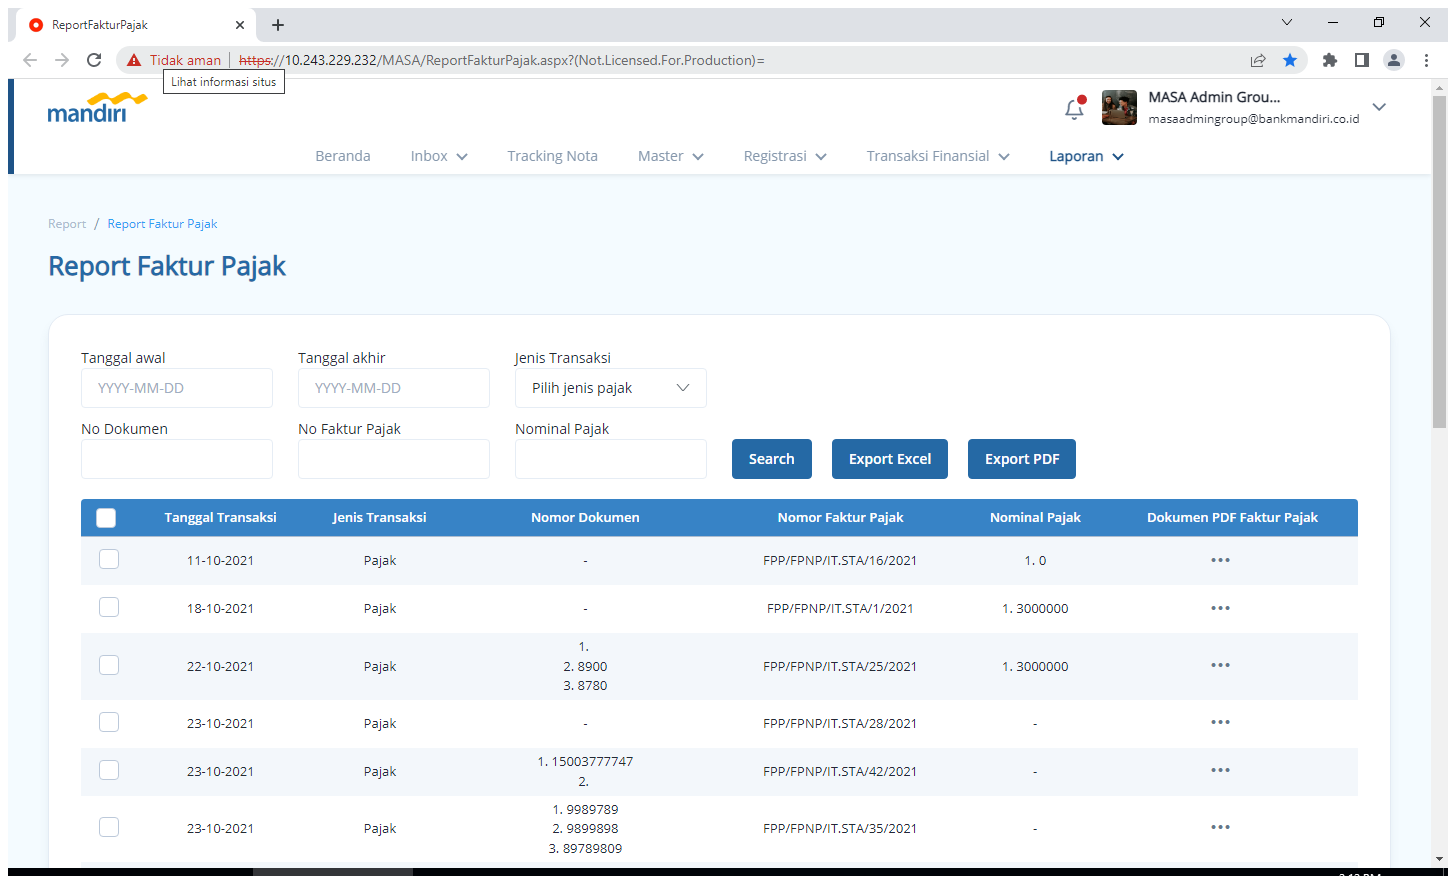 ReportFakturPajak
Tidak aman https://10.243.229.232/MASA/ReportFakturPajak.aspx?(Not.Licensed.For.Production)=
Lihat informasi situs
mandiri
MASA Admin Grou...
masaadmingroup@bankmandiri.co.id
Beranda Inbox Tracking Nota Master Registrasi Transaksi Finansial Laporan
Report / Report Faktur Pajak
Report Faktur Pajak
Tanggal awal Tanggal akhir Jenis Transaksi
YYYY-MM-DD YYYY-MM-DD Pilih jenis pajak
No Dokumen No Faktur Pajak Nominal Pajak
Search Export Excel Export PDF
Tanggal Transaksi Jenis Transaksi Nomor Dokumen Nomor Faktur Pajak Nominal Pajak Dokumen PDF Faktur Pajak
11-10-2021 Pajak - FPP/FPNP/IT.STA/16/2021 1. 0 •••
18-10-2021 Pajak - FPP/FPNP/IT.STA/1/2021 1. 3000000 •••
1.
22-10-2021 Pajak 2. 8900 FPP/FPNP/IT.STA/25/2021 1. 3000000 •••
3. 8780
23-10-2021 Pajak - FPP/FPNP/IT.STA/28/2021 - •••
1. 15003777747
23-10-2021 Pajak FPP/FPNP/IT.STA/42/2021 - •••
2.
1. 9989789
23-10-2021 Pajak 2. 9899898 FPP/FPNP/IT.STA/35/2021 - •••
3. 89789809